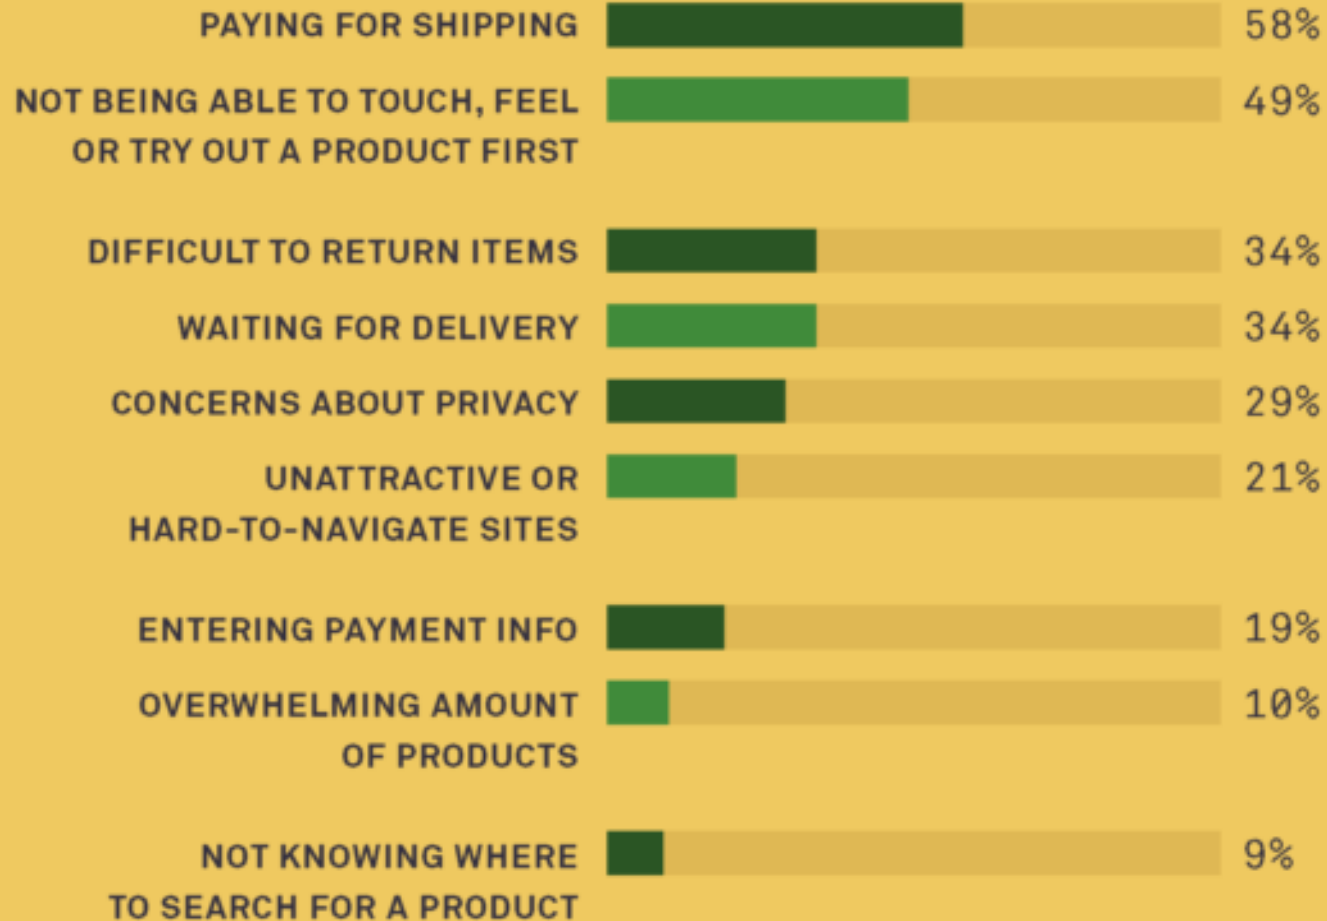 PAYING FOR SHIPPING 58%
NOT BEING ABLE TO TOUCH, FEEL 49%
OR TRY OUT A PRODUCT FIRST
DIFFICULT TO RETURN ITEMS 34%
WAITING FOR DELIVERY 34%
CONCERNS ABOUT PRIVACY 29%
UNATTRACTIVE OR 21%
HARD-TO-NAVIGATE SITES
ENTERING PAYMENT INFO 19%
OVERWHELMING AMOUNT 10%
OF PRODUCTS
NOT KNOWING WHERE 9%
TO SEARCH FOR A PRODUCT